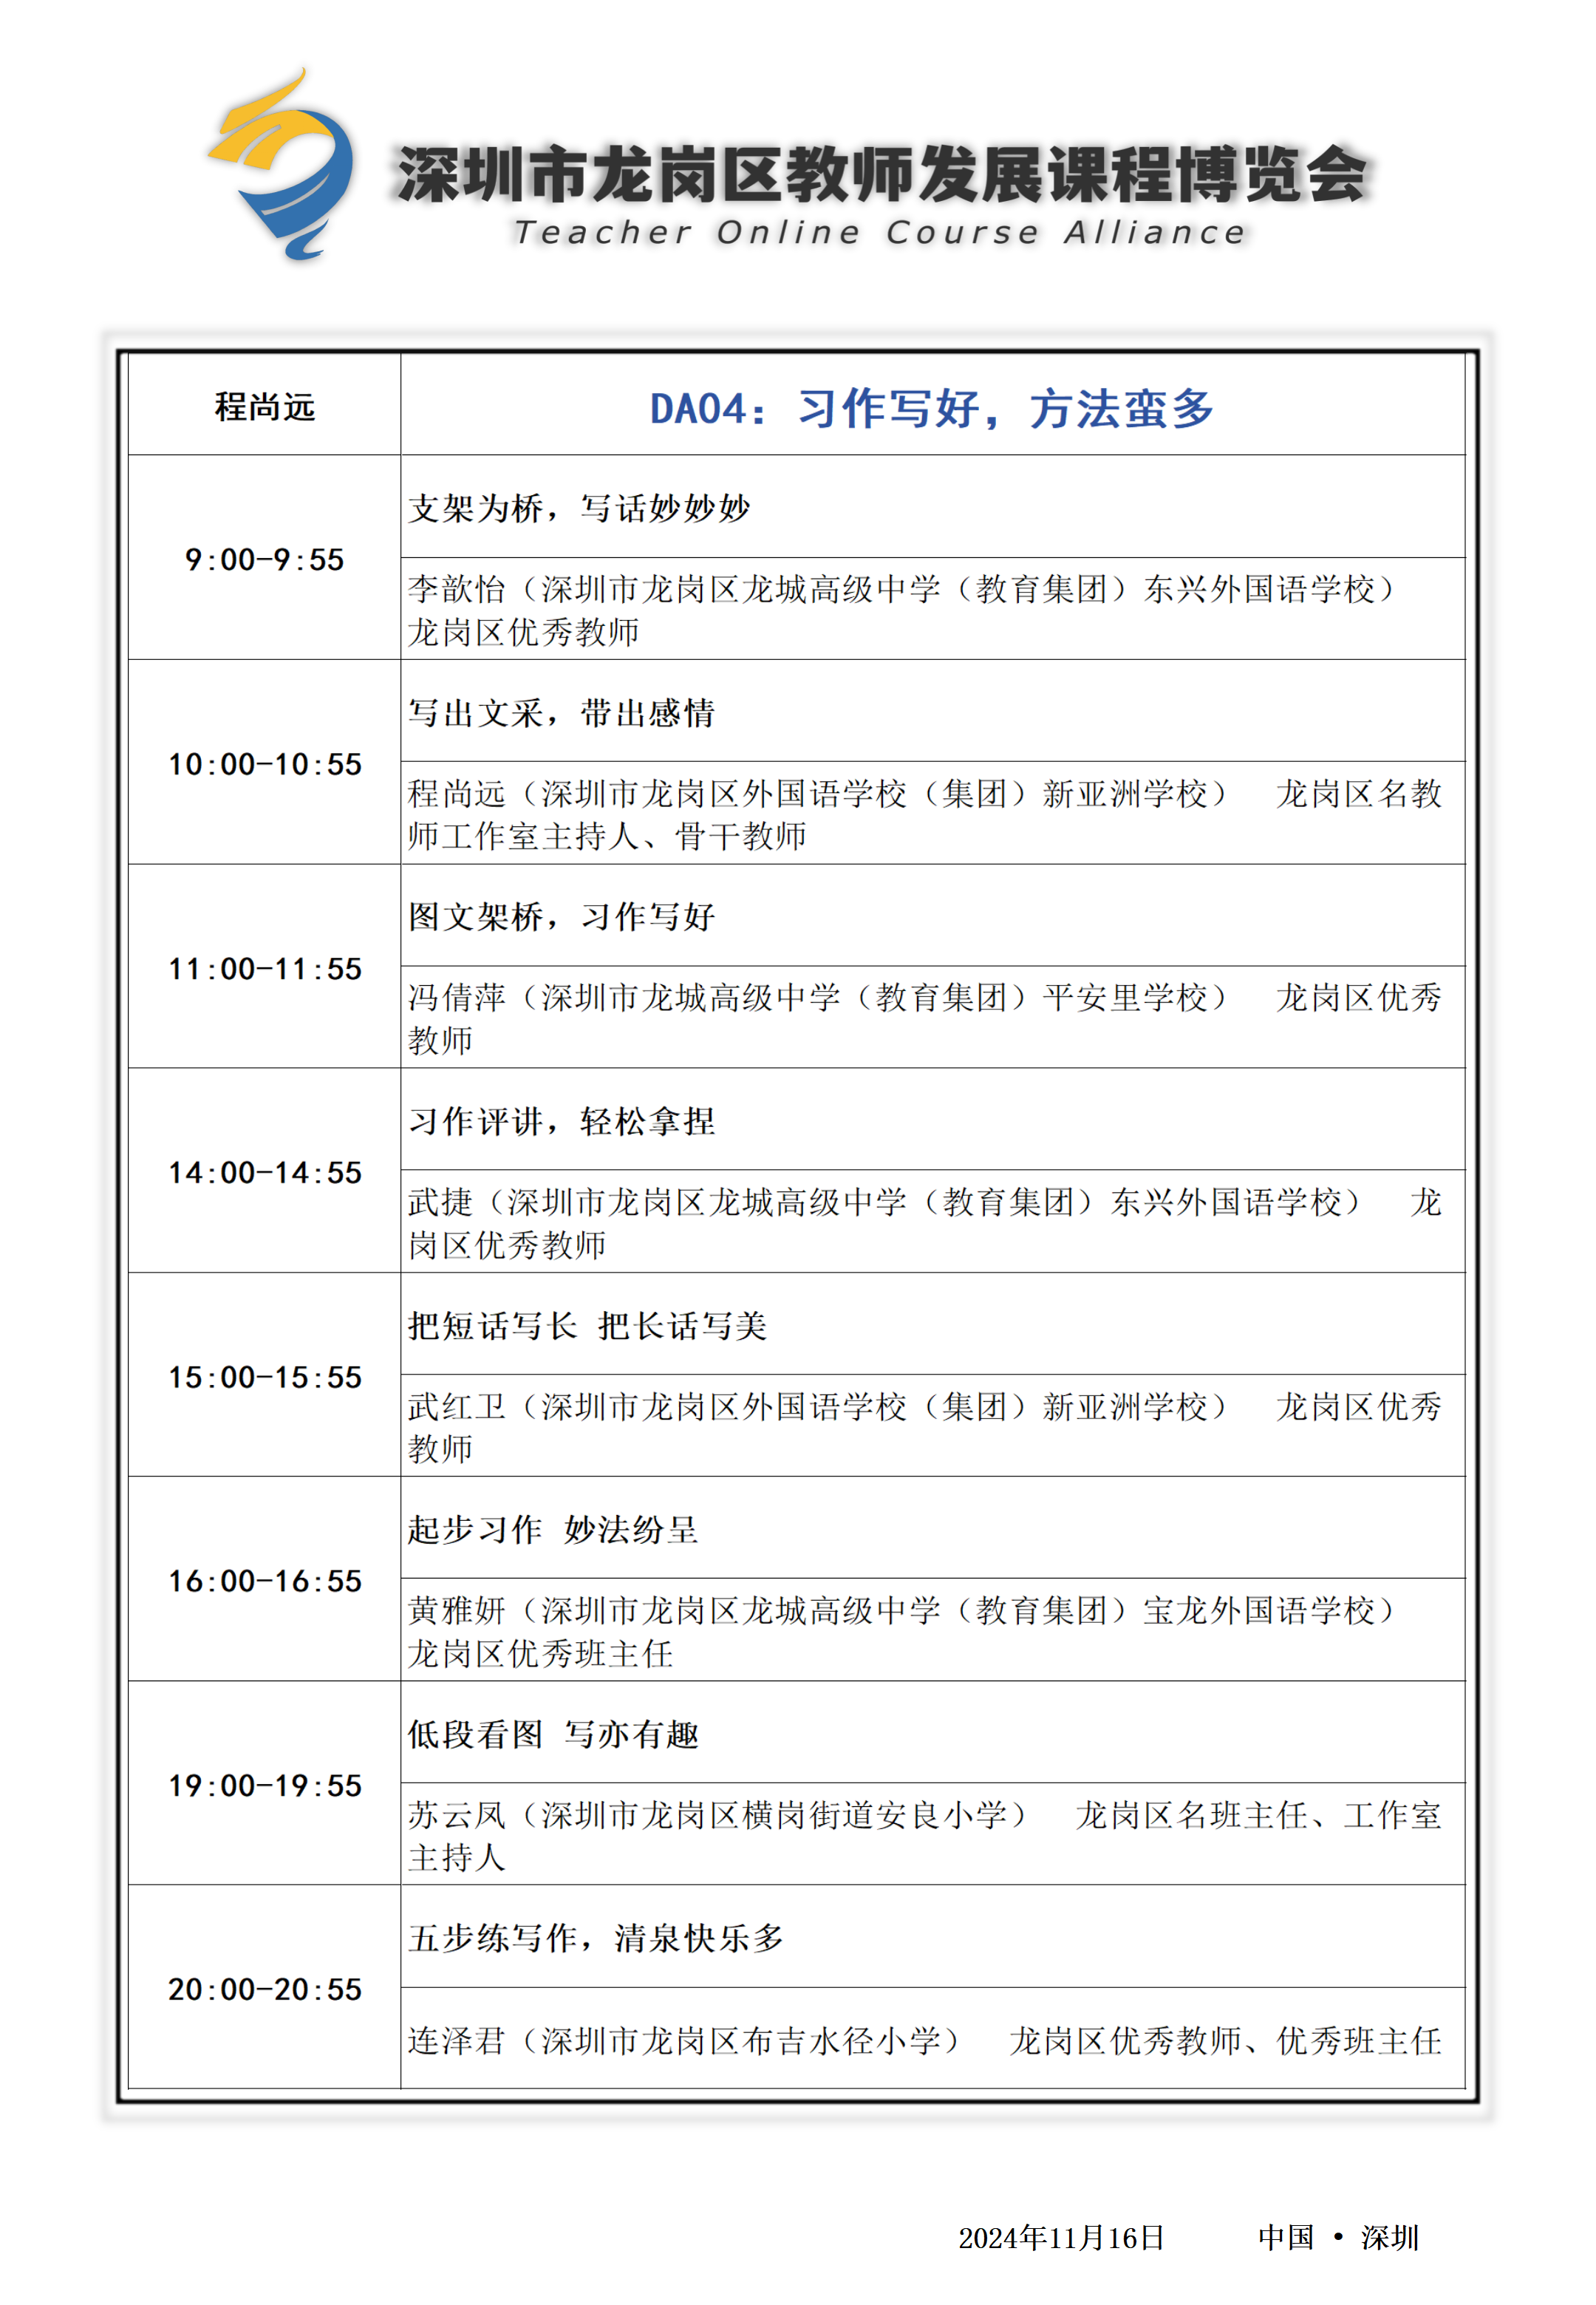 深圳市龙岗区教师发展课程博览会
Teacher Online Course Alliance
程尚远
DA04：习作写好，方法蛮多
9:00-9:55
支架为桥，写话妙妙妙
李歆怡（深圳市龙岗区龙城高级中学（教育集团）东兴外国语学校）
龙岗区优秀教师
10:00-10:55
写出文采，带出感情
程尚远（深圳市龙岗区外国语学校（集团）新亚洲学校） 龙岗区名教
师工作室主持人、骨干教师
11:00-11:55
图文架桥，习作写好
冯倩萍（深圳市龙城高级中学（教育集团）平安里学校） 龙岗区优秀
教师
14:00-14:55
习作评讲，轻松拿捏
武捷（深圳市龙岗区龙城高级中学（教育集团）东兴外国语学校） 龙
岗区优秀教师
15:00-15:55
把短话写长 把长话写美
武红卫（深圳市龙岗区外国语学校（集团）新亚洲学校） 龙岗区优秀
教师
16:00-16:55
起步习作 妙法纷呈
黄雅妍（深圳市龙岗区龙城高级中学（教育集团）宝龙外国语学校）
龙岗区优秀班主任
19:00-19:55
低段看图 写亦有趣
苏云凤（深圳市龙岗区横岗街道安良小学） 龙岗区名班主任、工作室
主持人
20:00-20:55
五步练写作，清泉快乐多
连泽君（深圳市龙岗区布吉水径小学） 龙岗区优秀教师、优秀班主任
2024年11月16日 中国 • 深圳